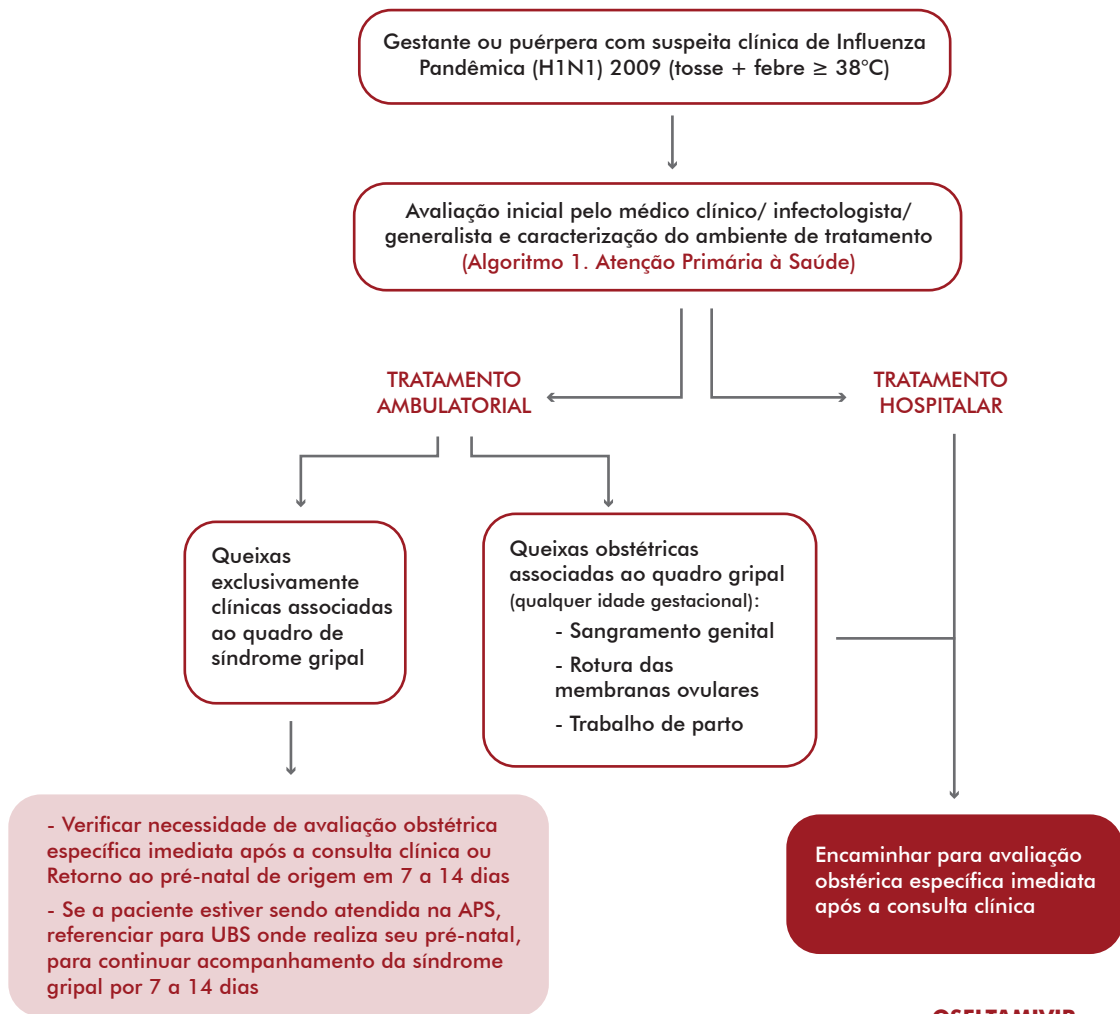 Gestante ou puérpera com suspeita clínica de Influenza
Pandêmica (H1N1) 2009 (tosse + febre ≥ 38°C)
Avaliação inicial pelo médico clínico/ infectologista/
generalista e caracterização do ambiente de tratamento
(Algoritmo 1. Atenção Primária à Saúde)
TRATAMENTO
AMBULATORIAL
TRATAMENTO
HOSPITALAR
Queixas
exclusivamente
clínicas associadas
ao quadro de
síndrome gripal
Queixas obstétricas
associadas ao quadro gripal
(qualquer idade gestacional):
- Sangramento genital
- Rotura das
membranas ovulares
- Trabalho de parto
- Verificar necessidade de avaliação obstétrica
específica imediata após a consulta clínica ou
Retorno ao pré-natal de origem em 7 a 14 dias
- Se a paciente estiver sendo atendida na APS,
referenciar para UBS onde realiza seu pré-natal,
para continuar acompanhamento da síndrome
gripal por 7 a 14 dias
Encaminhar para avaliação
obstérica específica imediata
após a consulta clínica
OSELTAMIVIR